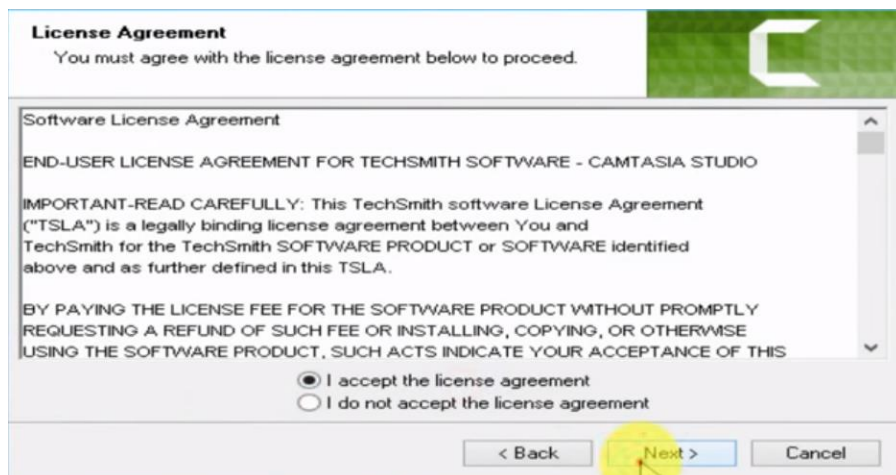 License Agreement
You must agree with the license agreement below to proceed.
Software License Agreement
END-USER LICENSE AGREEMENT FOR TECHSMITH SOFTWARE - CAMTASIA STUDIO
IMPORTANT-READ CAREFULLY: This TechSmith software License Agreement
("TSLA") is a legally binding license agreement between You and
TechSmith for the TechSmith SOFTWARE PRODUCT or SOFTWARE identified
above and as further defined in this TSLA.
BY PAYING THE LICENSE FEE FOR THE SOFTWARE PRODUCT WITHOUT PROMPTLY
REQUESTING A REFUND OF SUCH FEE OR INSTALLING, COPYING, OR OTHERWISE
USING THE SOFTWARE PRODUCT, SUCH ACTS INDICATE YOUR ACCEPTANCE OF THIS
I accept the license agreement
I do not accept the license agreement
< Back Next > Cancel